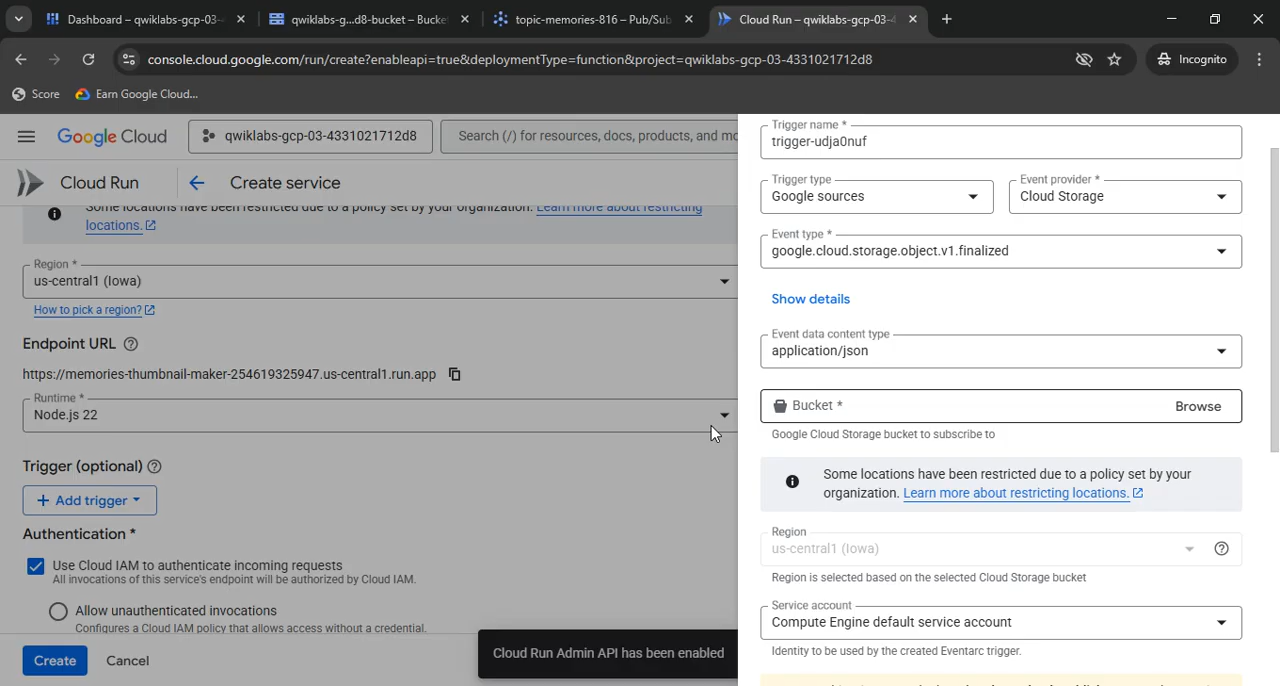 Dashboard – qwiklabs-gcp-03-
qwiklabs-g...d8-bucket – Bucket
topic-memories-816 – Pub/Sub
Cloud Run – qwiklabs-gcp-03-4
console.cloud.google.com/run/create?enableapi=true&deploymentType=function&project=qwiklabs-gcp-03-4331021712d8
Incognito
Score
Earn Google Cloud...
Google Cloud
qwiklabs-gcp-03-4331021712d8
Search (/) for resources, docs, products, and mo
Cloud Run
Create service
Some locations have been restricted due to a policy set by your organization. Learn more about restricting
locations.
Region *
us-central1 (Iowa)
How to pick a region?
Endpoint URL
https://memories-thumbnail-maker-254619325947.us-central1.run.app
Runtime *
Node.js 22
Trigger (optional)
+ Add trigger
Authentication *
Use Cloud IAM to authenticate incoming requests
All invocations of this service's endpoint will be authorized by Cloud IAM.
Allow unauthenticated invocations
Configures a Cloud IAM policy that allows access without a credential.
Create
Cancel
Cloud Run Admin API has been enabled
Trigger name *
trigger-udja0nuf
Trigger type
Google sources
Event provider *
Cloud Storage
Event type *
google.cloud.storage.object.v1.finalized
Show details
Event data content type
application/json
Bucket *
Browse
Google Cloud Storage bucket to subscribe to
Some locations have been restricted due to a policy set by your
organization. Learn more about restricting locations.
Region
us-central1 (Iowa)
Region is selected based on the selected Cloud Storage bucket
Service account
Compute Engine default service account
Identity to be used by the created Eventarc trigger.